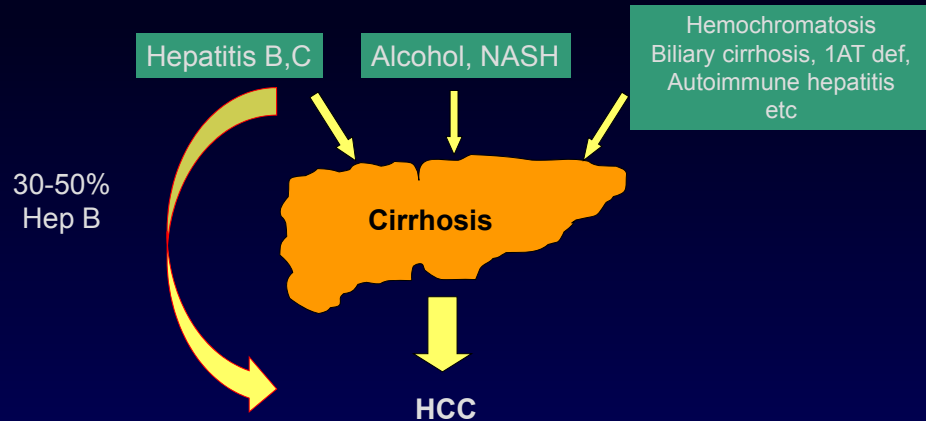 Hepatitis B,C
Alcohol, NASH
Hemochromatosis
Biliary cirrhosis, 1AT def,
Autoimmune hepatitis
etc
30-50%
Hep B
Cirrhosis
HCC